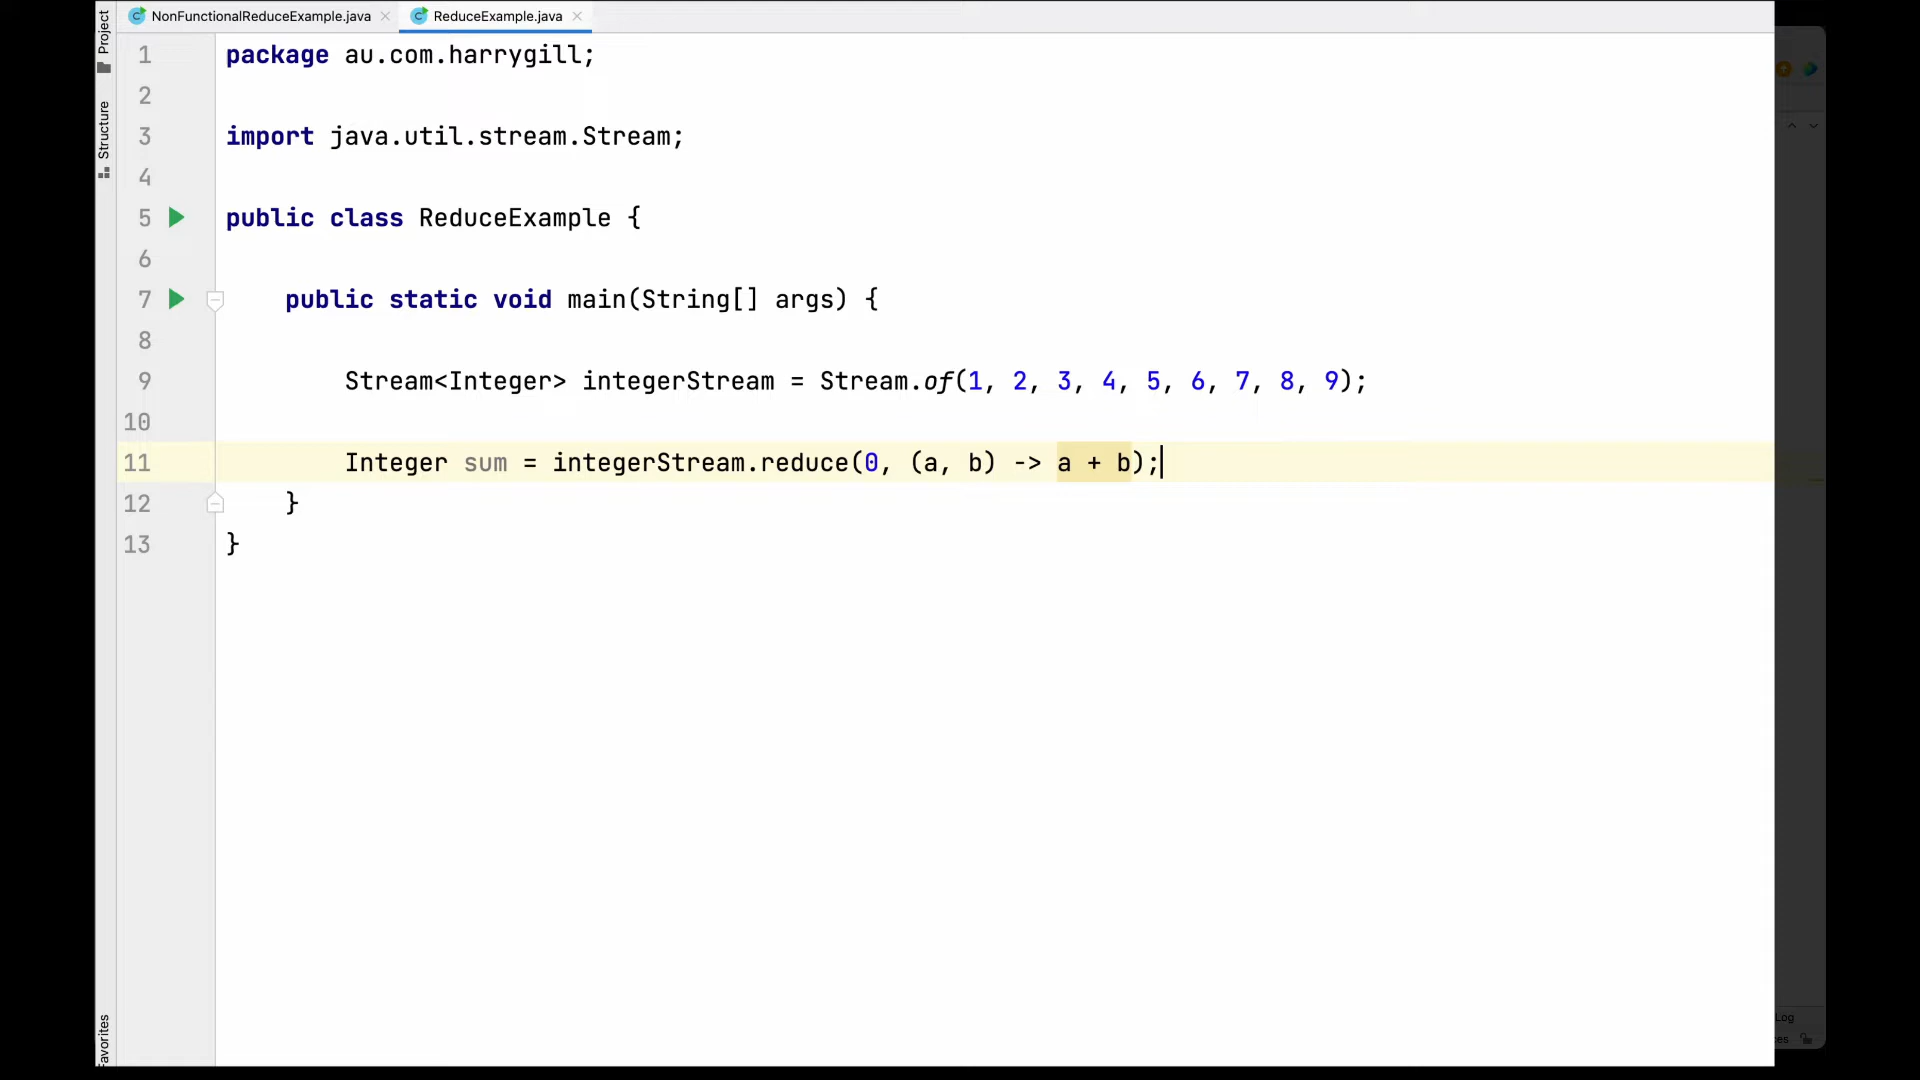 NonFunctionalReduceExample.java
ReduceExample.java
Project
Structure
1 package au.com.harrygill;
2
3 import java.util.stream.Stream;
4
5 public class ReduceExample {
6
7 public static void main(String[] args) {
8
9 Stream<Integer> integerStream = Stream.of(1, 2, 3, 4, 5, 6, 7, 8, 9);
10
11 Integer sum = integerStream.reduce(0, (a, b) -> a + b);
12 }
13 }
avorites
Log